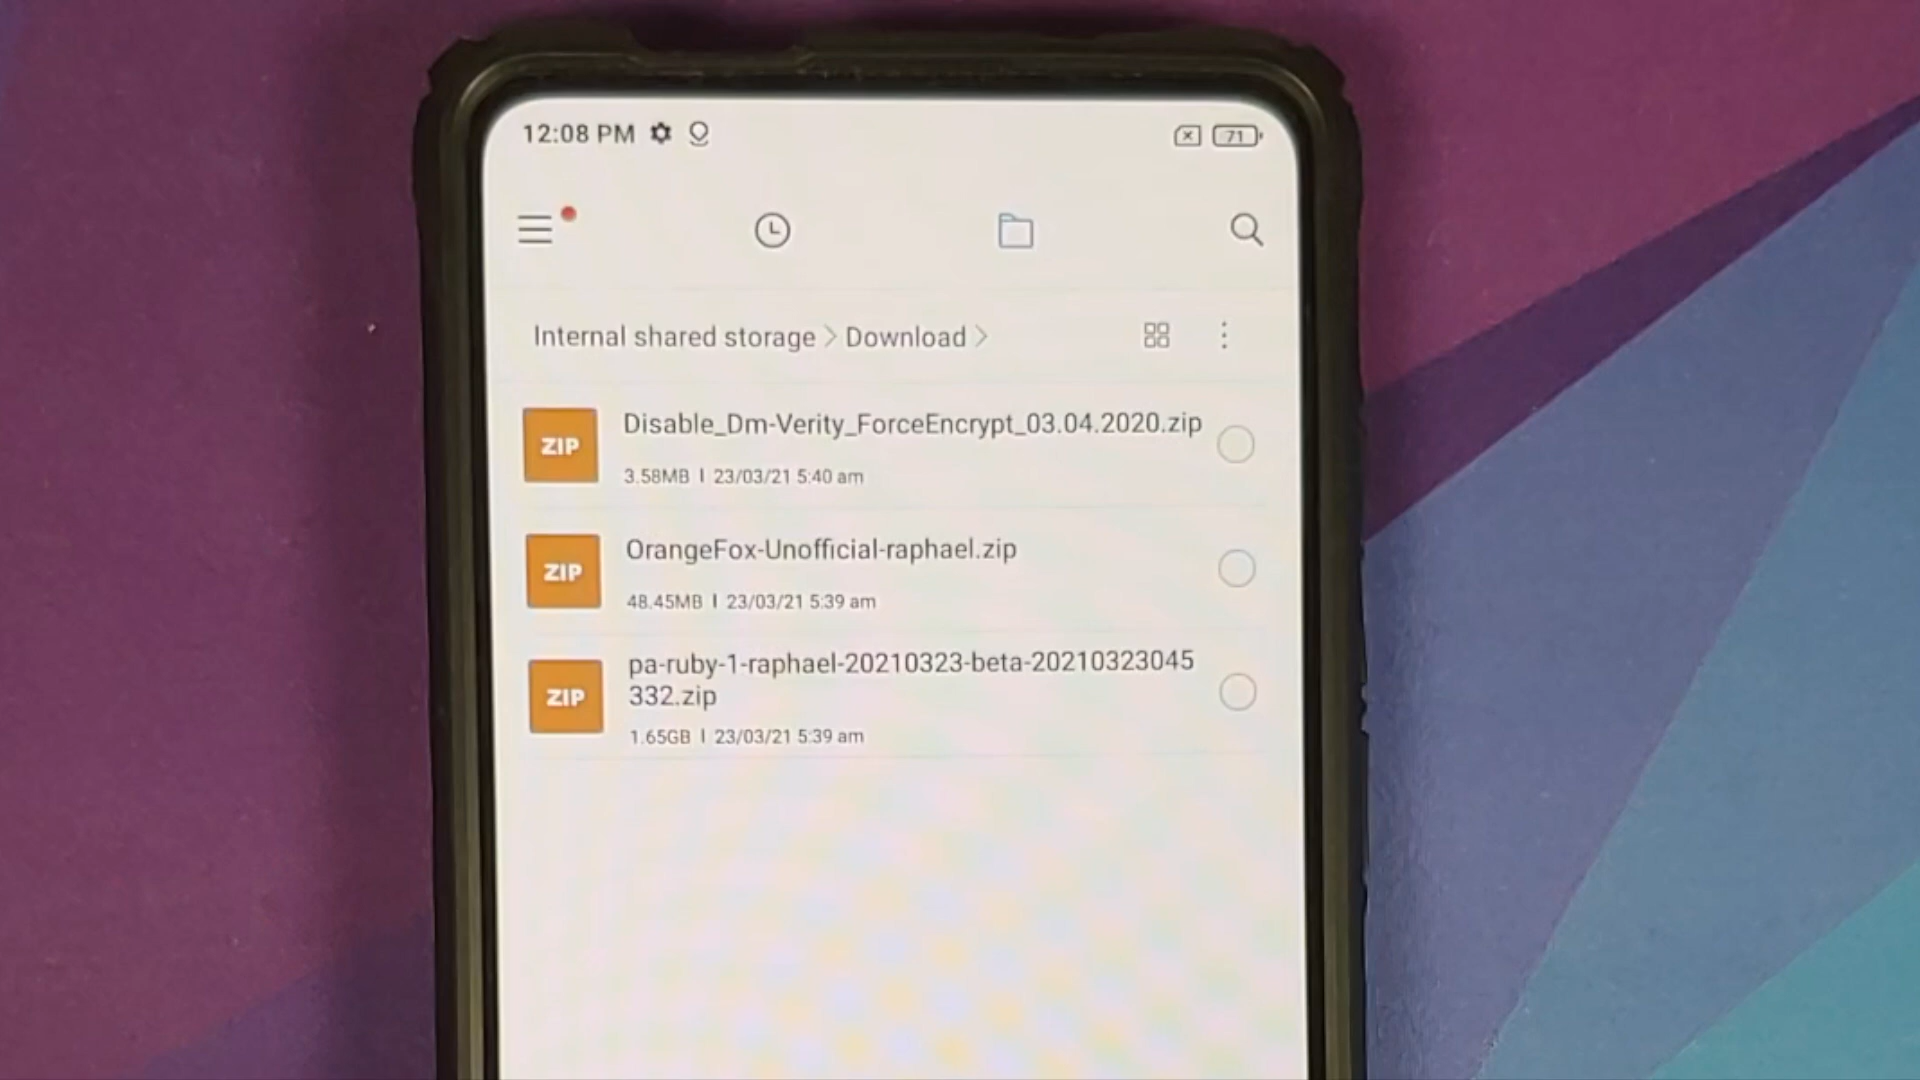 12:08 PM 71
Internal shared storage > Download >
ZIP Disable_Dm-Verity_ForceEncrypt_03.04.2020.zip
3.58MB | 23/03/21 5:40 am
ZIP OrangeFox-Unofficial-raphael.zip
48.45MB | 23/03/21 5:39 am
ZIP pa-ruby-1-raphael-20210323-beta-20210323045
332.zip
1.65GB | 23/03/21 5:39 am